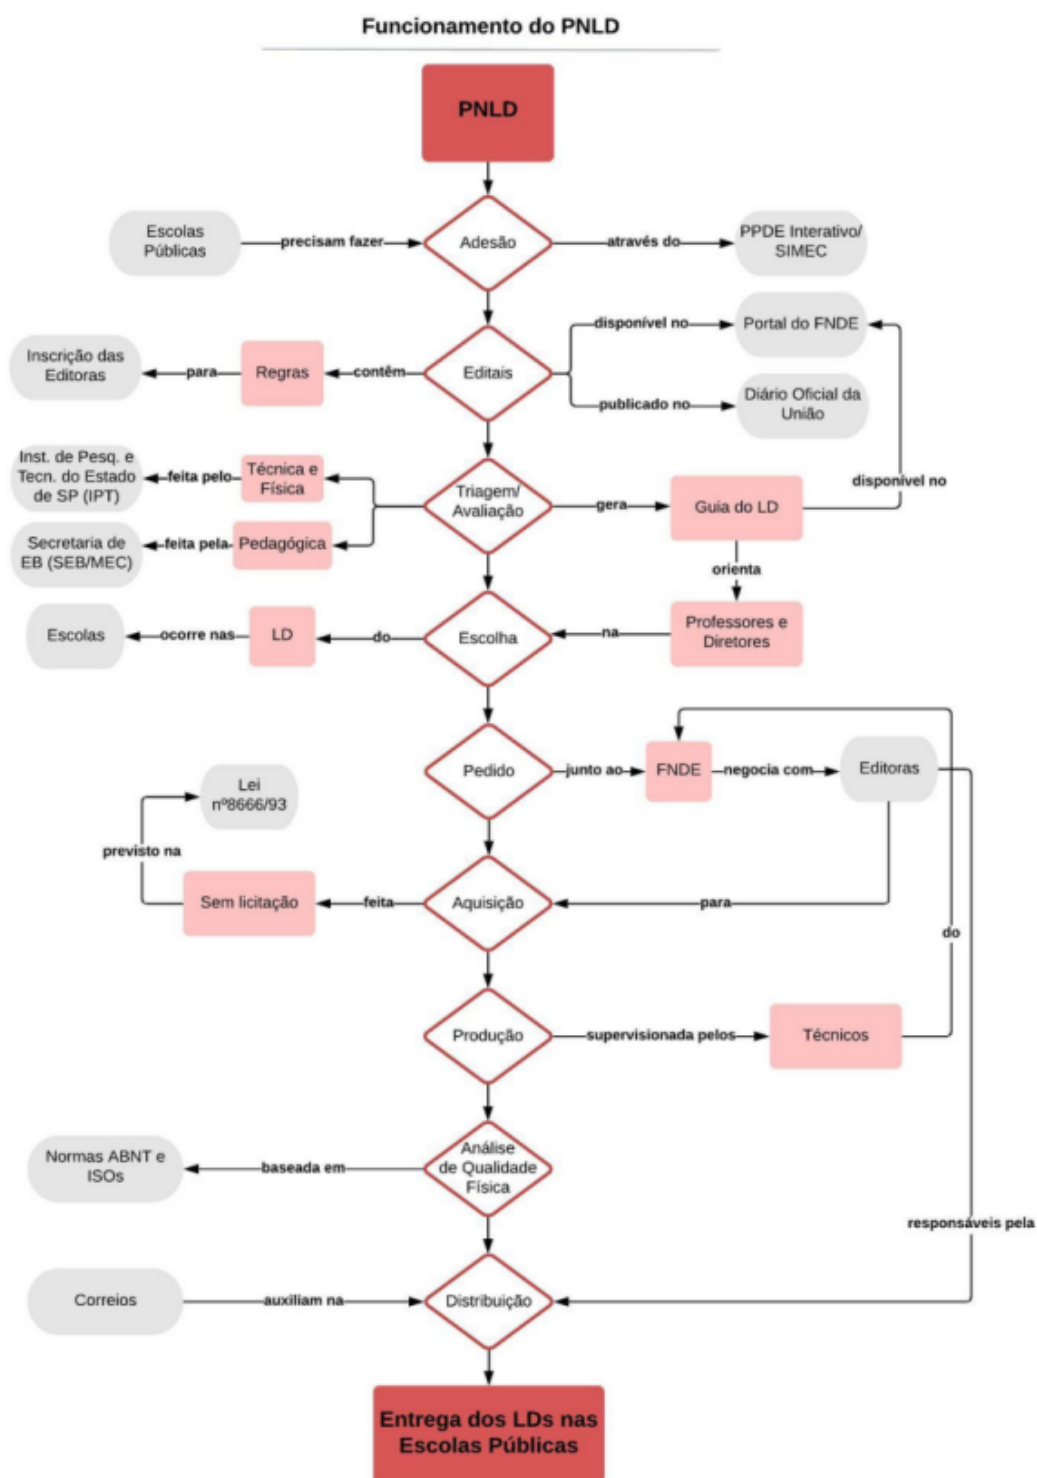 Funcionamento do PNLD
PNLD
Escolas
Públicas
precisam fazer
Adesão
através do
PPDE Interativo/
SIMEC
disponível no
Portal do FNDE
Inscrição das
Editoras
para
Regras
contêm
Editais
publicado no
Diário Oficial da
União
Inst. de Pesq. e
Tecn. do Estado
de SP (IPT)
feita pelo
Técnica e
Física
Triagem/
Avaliação
gera
Guia do LD
disponível no
Secretaria de
EB (SEB/MEC)
feita pela
Pedagógica
orienta
Escolas
ocorre nas
LD
do
Escolha
na
Professores e
Diretores
Pedido
junto ao
FNDE
negocia com
Editoras
Lei
nº8666/93
previsto na
Sem licitação
feita
Aquisição
para
do
Produção
supervisionada pelos
Técnicos
Normas ABNT e
ISOs
baseada em
Análise
de Qualidade
Física
responsáveis pela
Correios
auxiliam na
Distribuição
Entrega dos LDs nas
Escolas Públicas